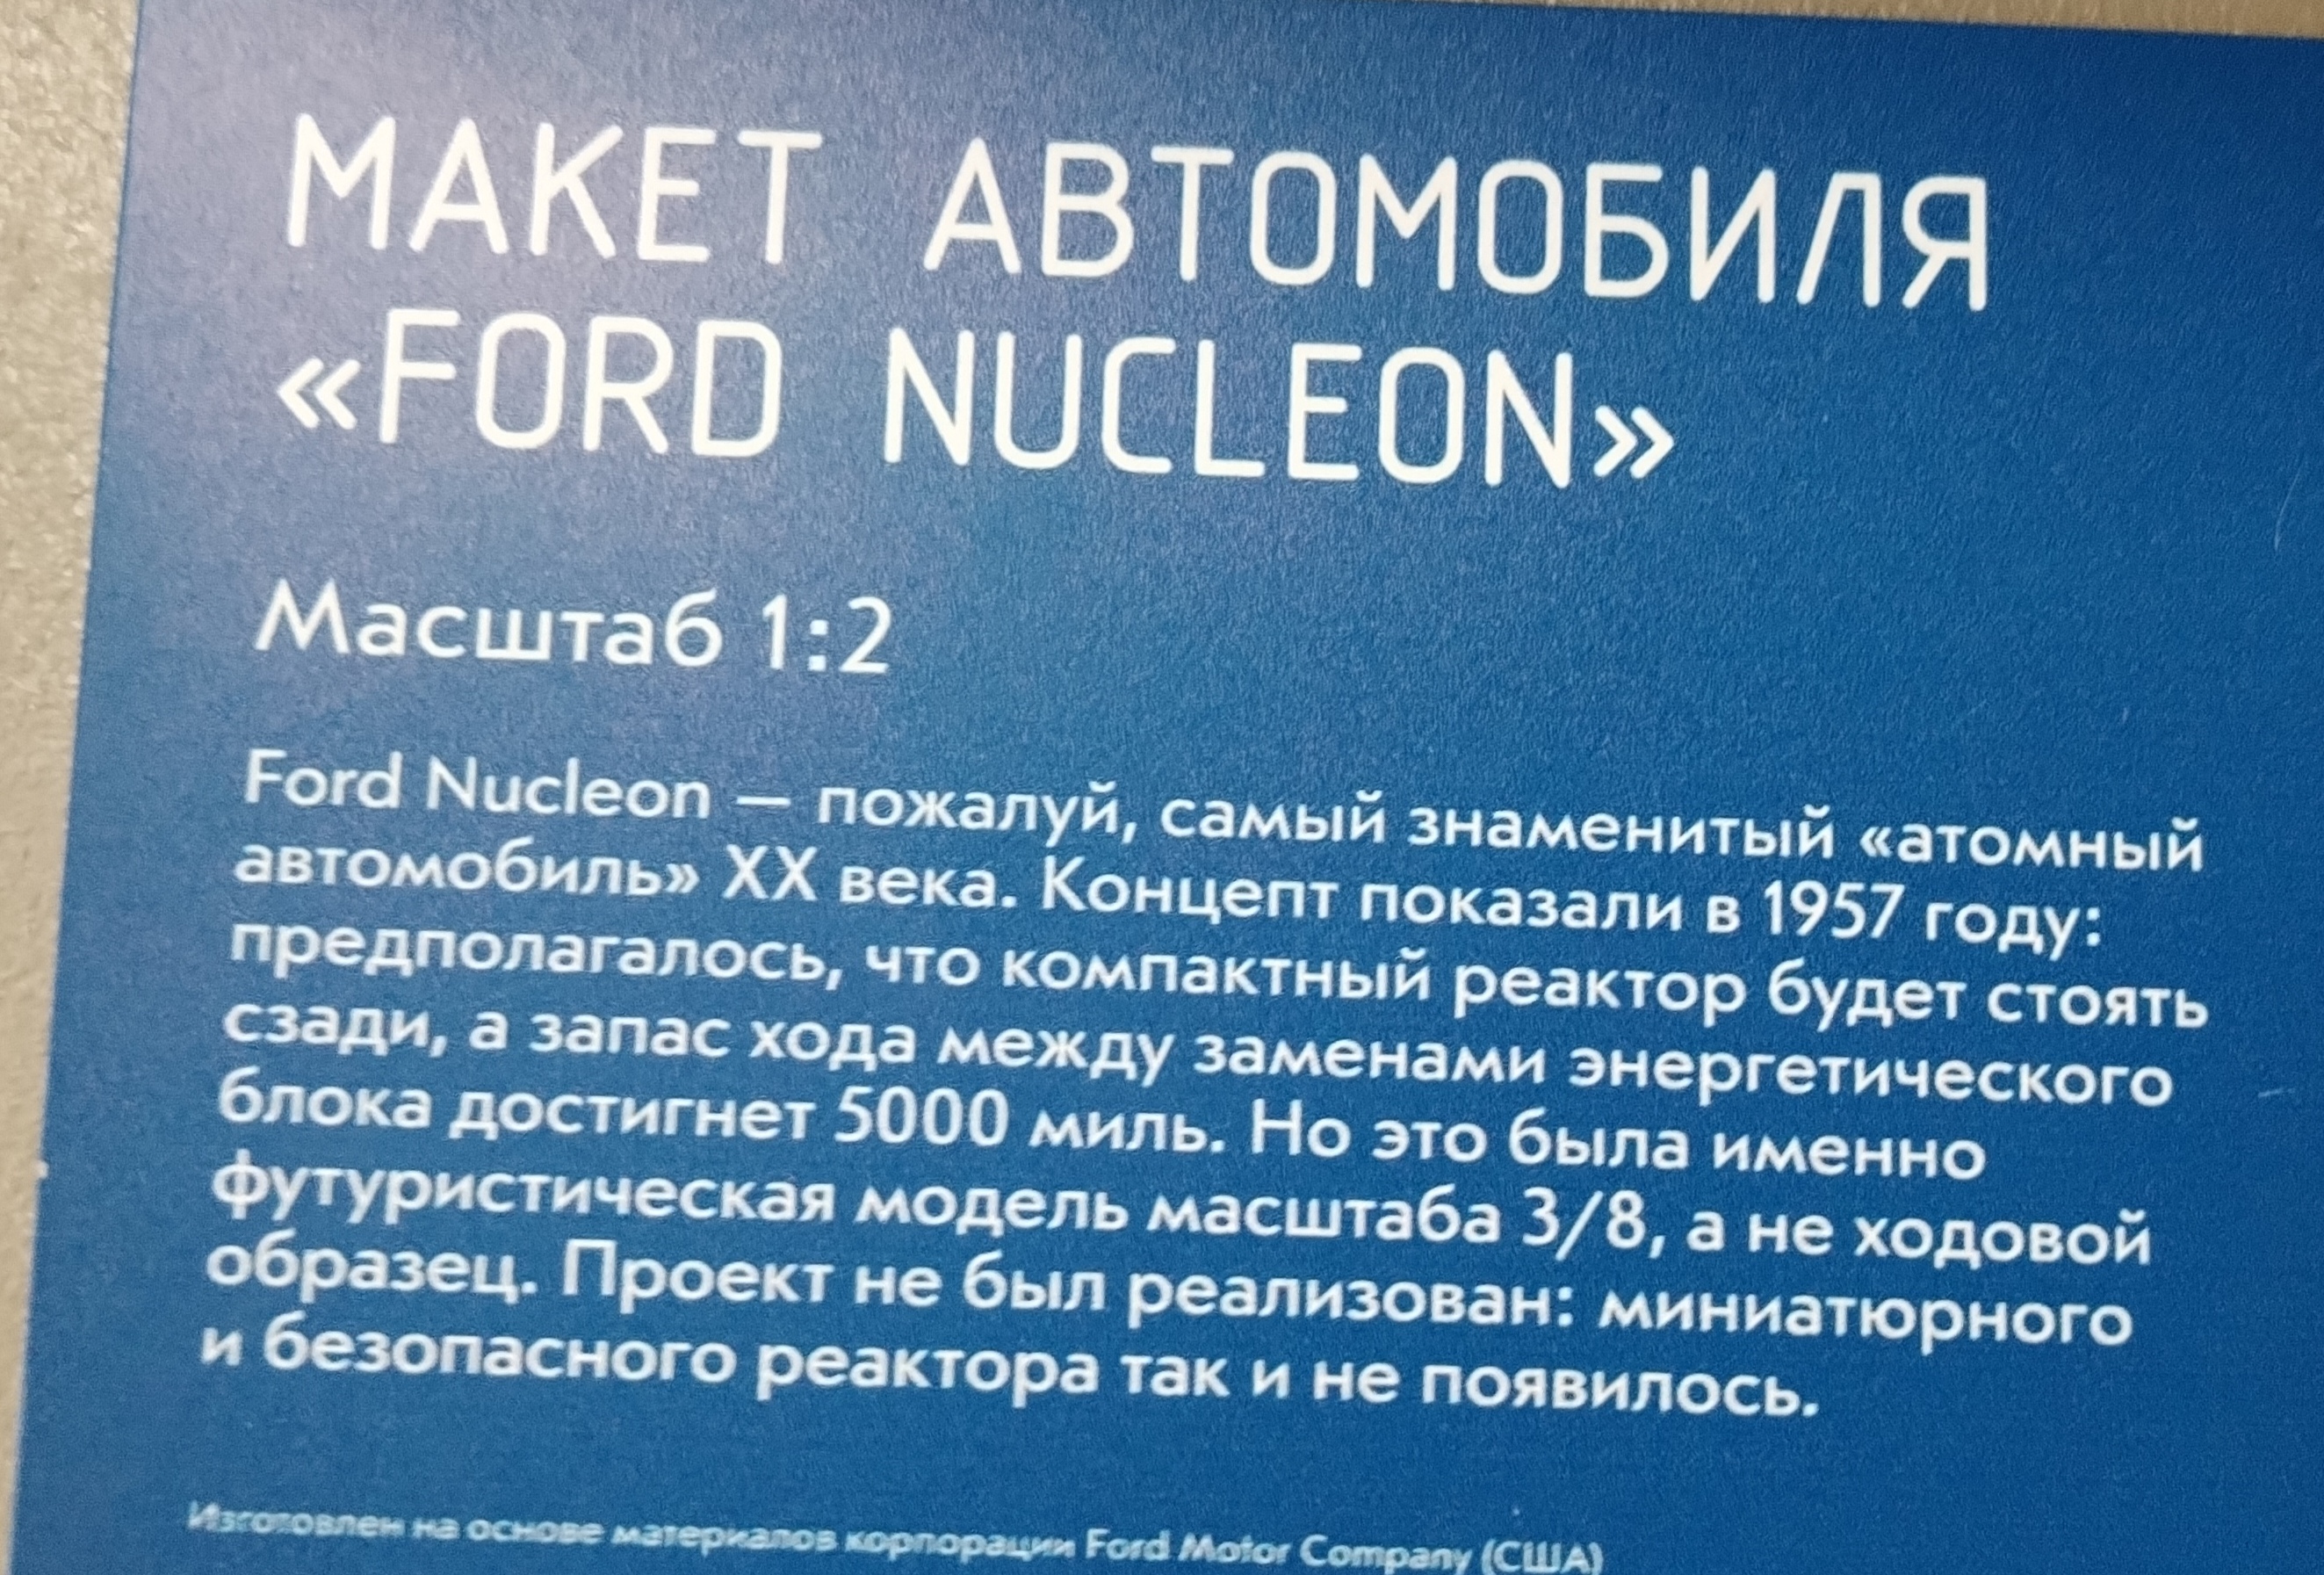 МАКЕТ АВТОМОБИЛЯ
«FORD NUCLEON»
Масштаб 1:2
Ford Nucleon — пожалуй, самый знаменитый «атомный
автомобиль» XX века. Концепт показали в 1957 году:
предполагалось, что компактный реактор будет стоять
сзади, а запас хода между заменами энергетического
блока достигнет 5000 миль. Но это была именно
футуристическая модель масштаба 3/8, а не ходовой
образец. Проект не был реализован: миниатюрного
и безопасного реактора так и не появилось.
Изготовлен на основе материалов корпорации Ford Motor Company (США)